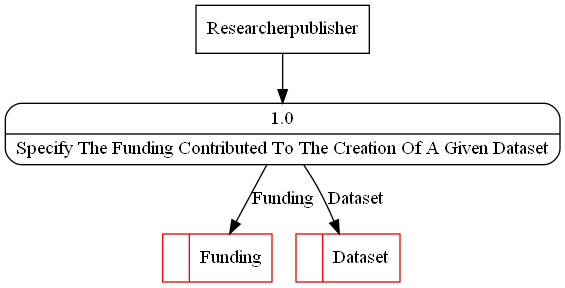 Researcherpublisher
1.0
Specify The Funding Contributed To The Creation Of A Given Dataset
Funding
Dataset
Funding
Dataset